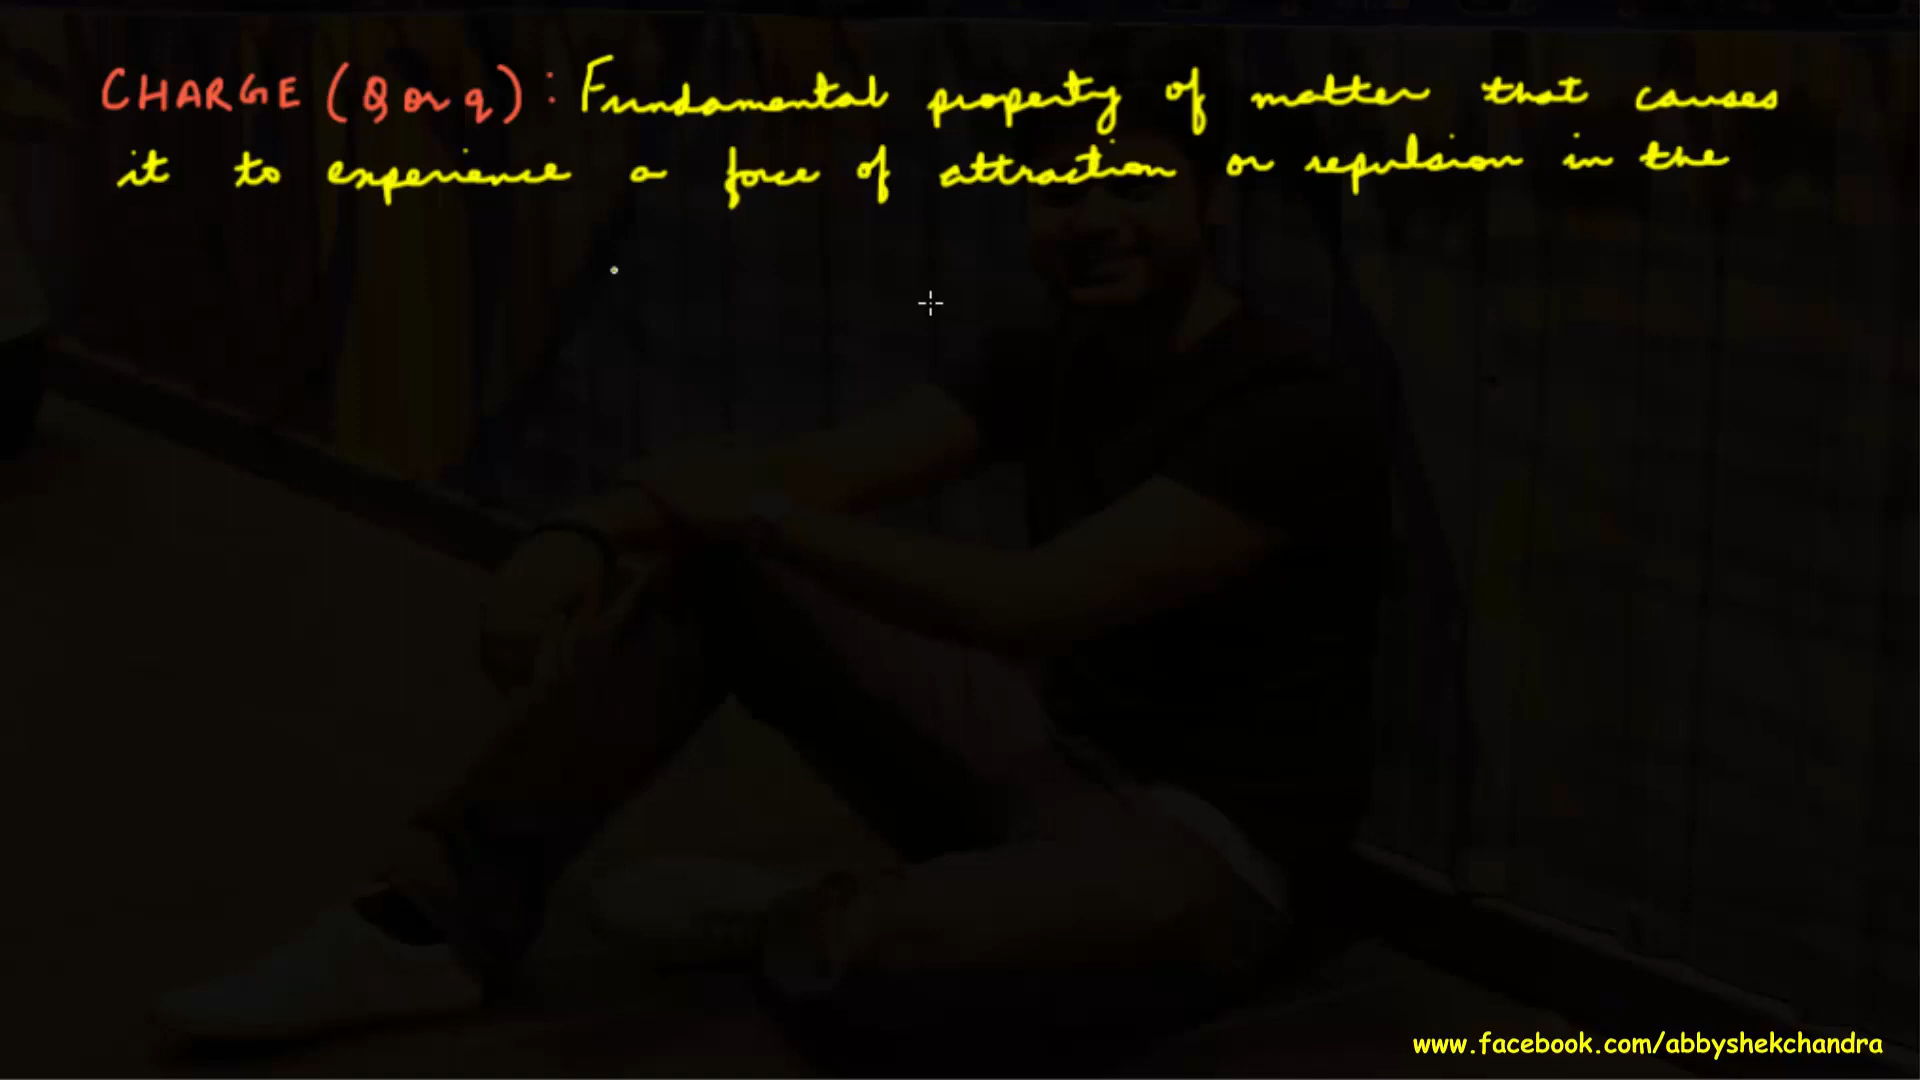 CHARGE (Q or q) : Fundamental property of matter that causes
it to experience a force of attraction or repulsion in the
www.facebook.com/abbyshekchandra